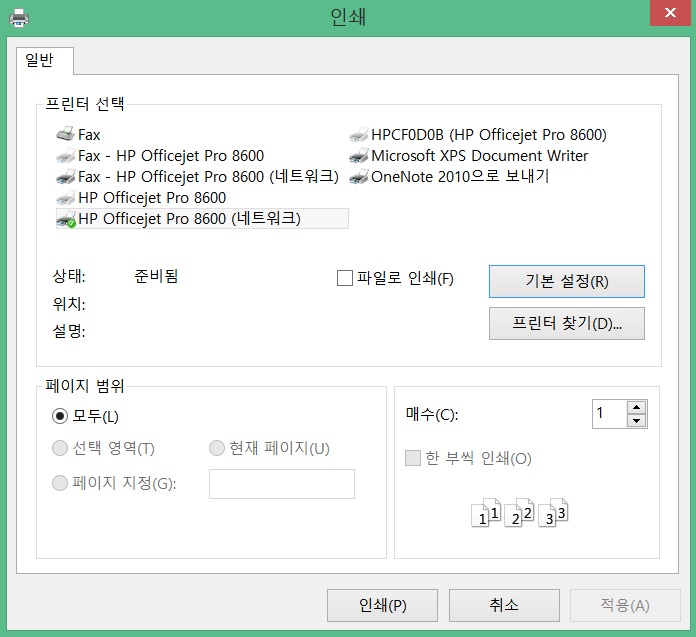 인쇄
일반
프린터 선택
Fax
Fax - HP Officejet Pro 8600
Fax - HP Officejet Pro 8600 (네트워크)
HP Officejet Pro 8600
HP Officejet Pro 8600 (네트워크)
HPCF0D0B (HP Officejet Pro 8600)
Microsoft XPS Document Writer
OneNote 2010으로 보내기
상태: 준비됨
위치:
설명:
파일로 인쇄(F)
기본 설정(R)
프린터 찾기(D)...
페이지 범위
모두(L)
선택 영역(T) 현재 페이지(U)
페이지 지정(G):
매수(C): 1
한 부씩 인쇄(O)
1 1 2 2 3 3
인쇄(P) 취소 적용(A)